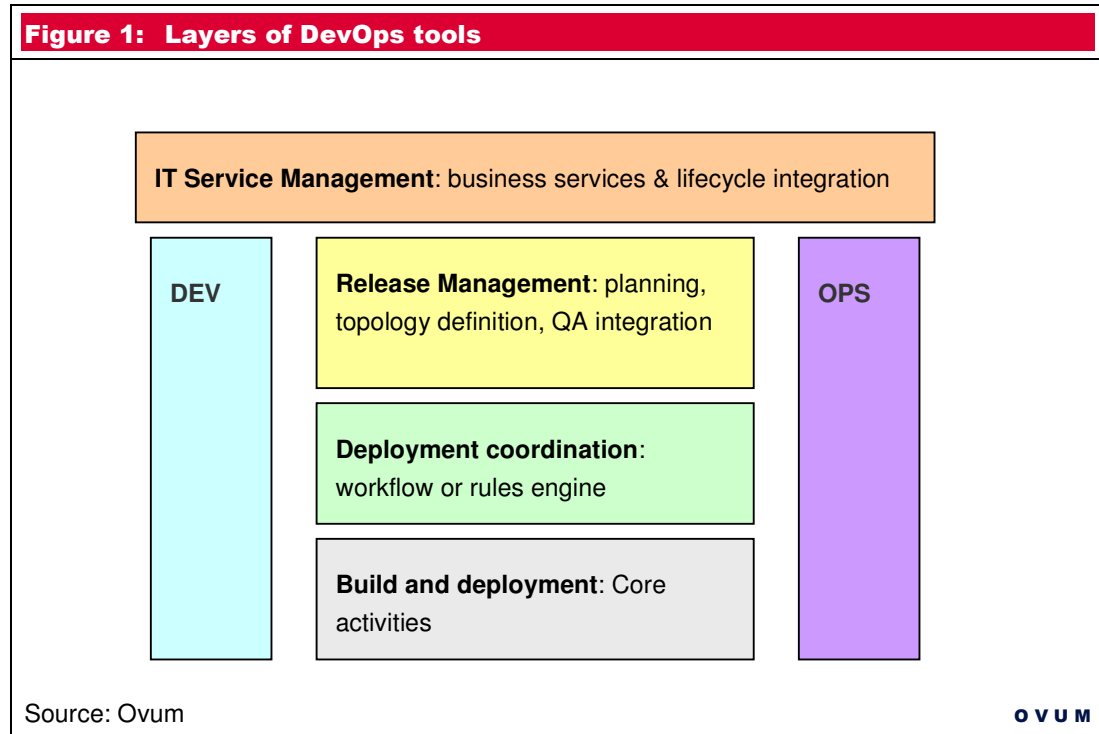 Figure 1: Layers of DevOps tools
IT Service Management: business services & lifecycle integration
DEV
Release Management: planning,
topology definition, QA integration
OPS
Deployment coordination:
workflow or rules engine
Build and deployment: Core
activities
Source: Ovum
OVUM